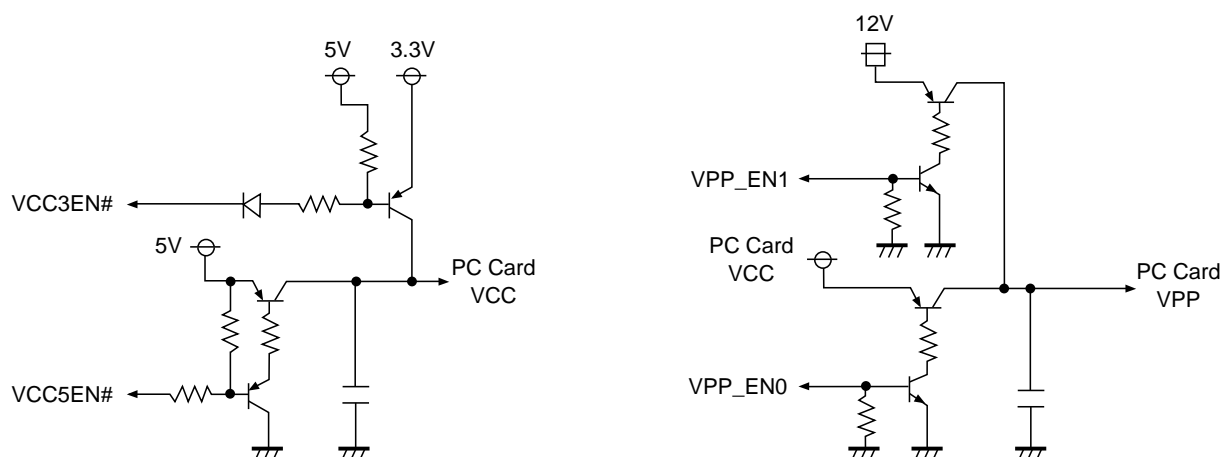 5V
3.3V
VCC3EN#
5V
PC Card
VCC
VCC5EN#
12V
VPP_EN1
PC Card
VCC
PC Card
VPP
VPP_EN0